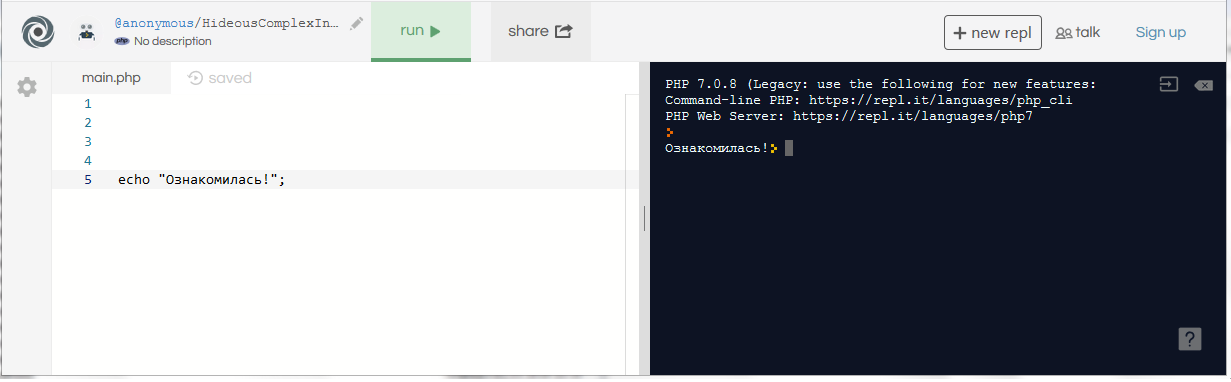 @anonymous/HideousComplexIn...
php No description
run
share
+ new repl
talk
Sign up
main.php
saved
1
2
3
4
5 echo "Ознакомилась!";
PHP 7.0.8 (Legacy: use the following for new features:
Command-line PHP: https://repl.it/languages/php_cli
PHP Web Server: https://repl.it/languages/php7
Ознакомилась!
?